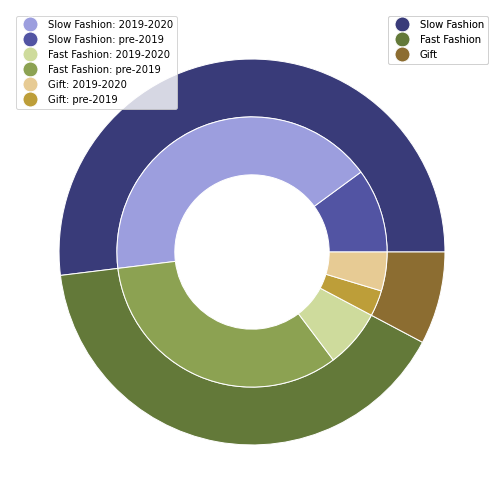 Slow Fashion: 2019-2020
Slow Fashion: pre-2019
Fast Fashion: 2019-2020
Fast Fashion: pre-2019
Gift: 2019-2020
Gift: pre-2019
Slow Fashion
Fast Fashion
Gift